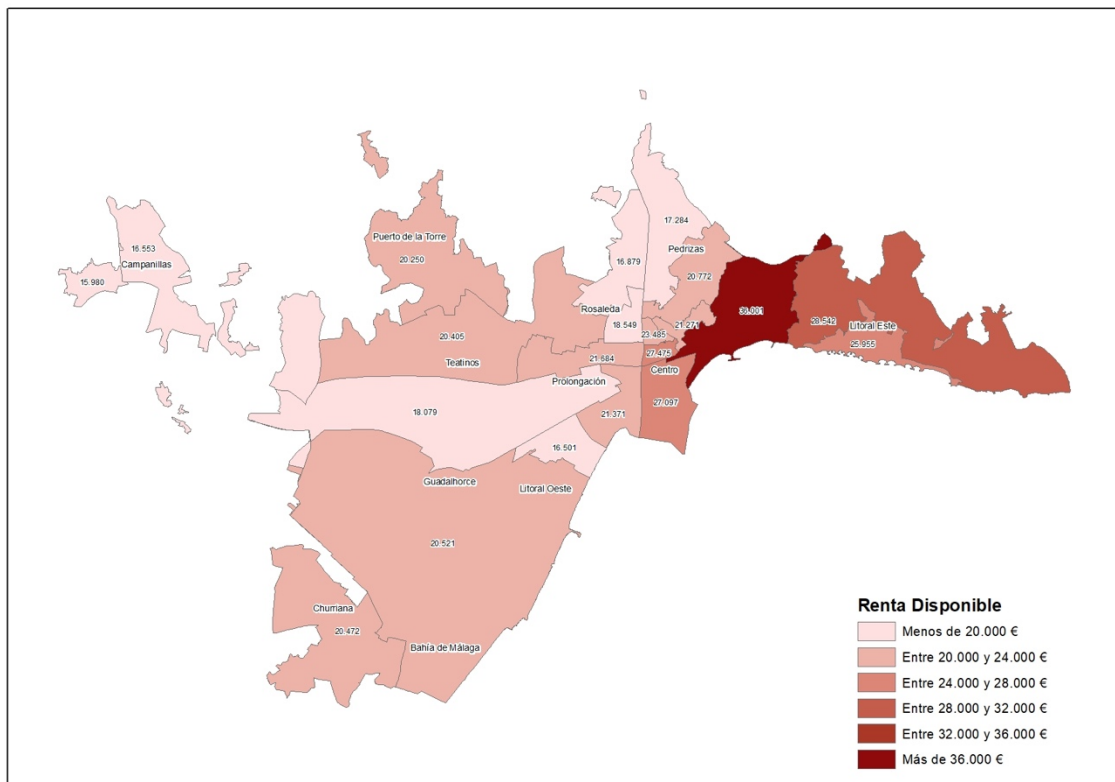 17.284
16.553
Puerto de la Torre
Pedrizas
Campanillas
20.250
16.879
20.772
15.980
Rosaleda
36.001
28.542
18.549
21.271
Litoral Este
20.405
23.485
25.955
Teatinos
21.684
27.475
Centro
Prolongación
27.097
18.079
21.371
16.501
Guadalhorce
Litoral Oeste
20.521
Chumana
20.472
Bahía de Málaga
Renta Disponible
Menos de 20.000 €
Entre 20.000 y 24.000 €
Entre 24.000 y 28.000 €
Entre 28.000 y 32.000 €
Entre 32.000 y 36.000 €
Más de 36.000 €